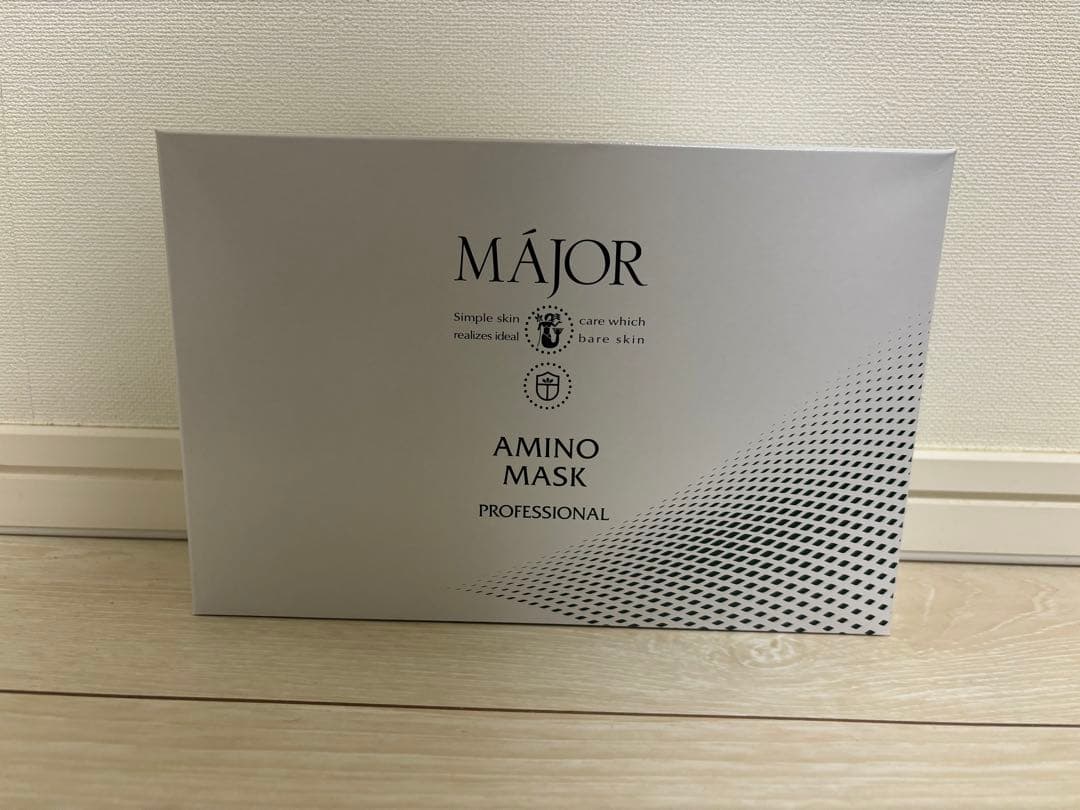 MÁJOR
Simple skin care which
realizes ideal bare skin
AMINO
MASK
PROFESSIONAL